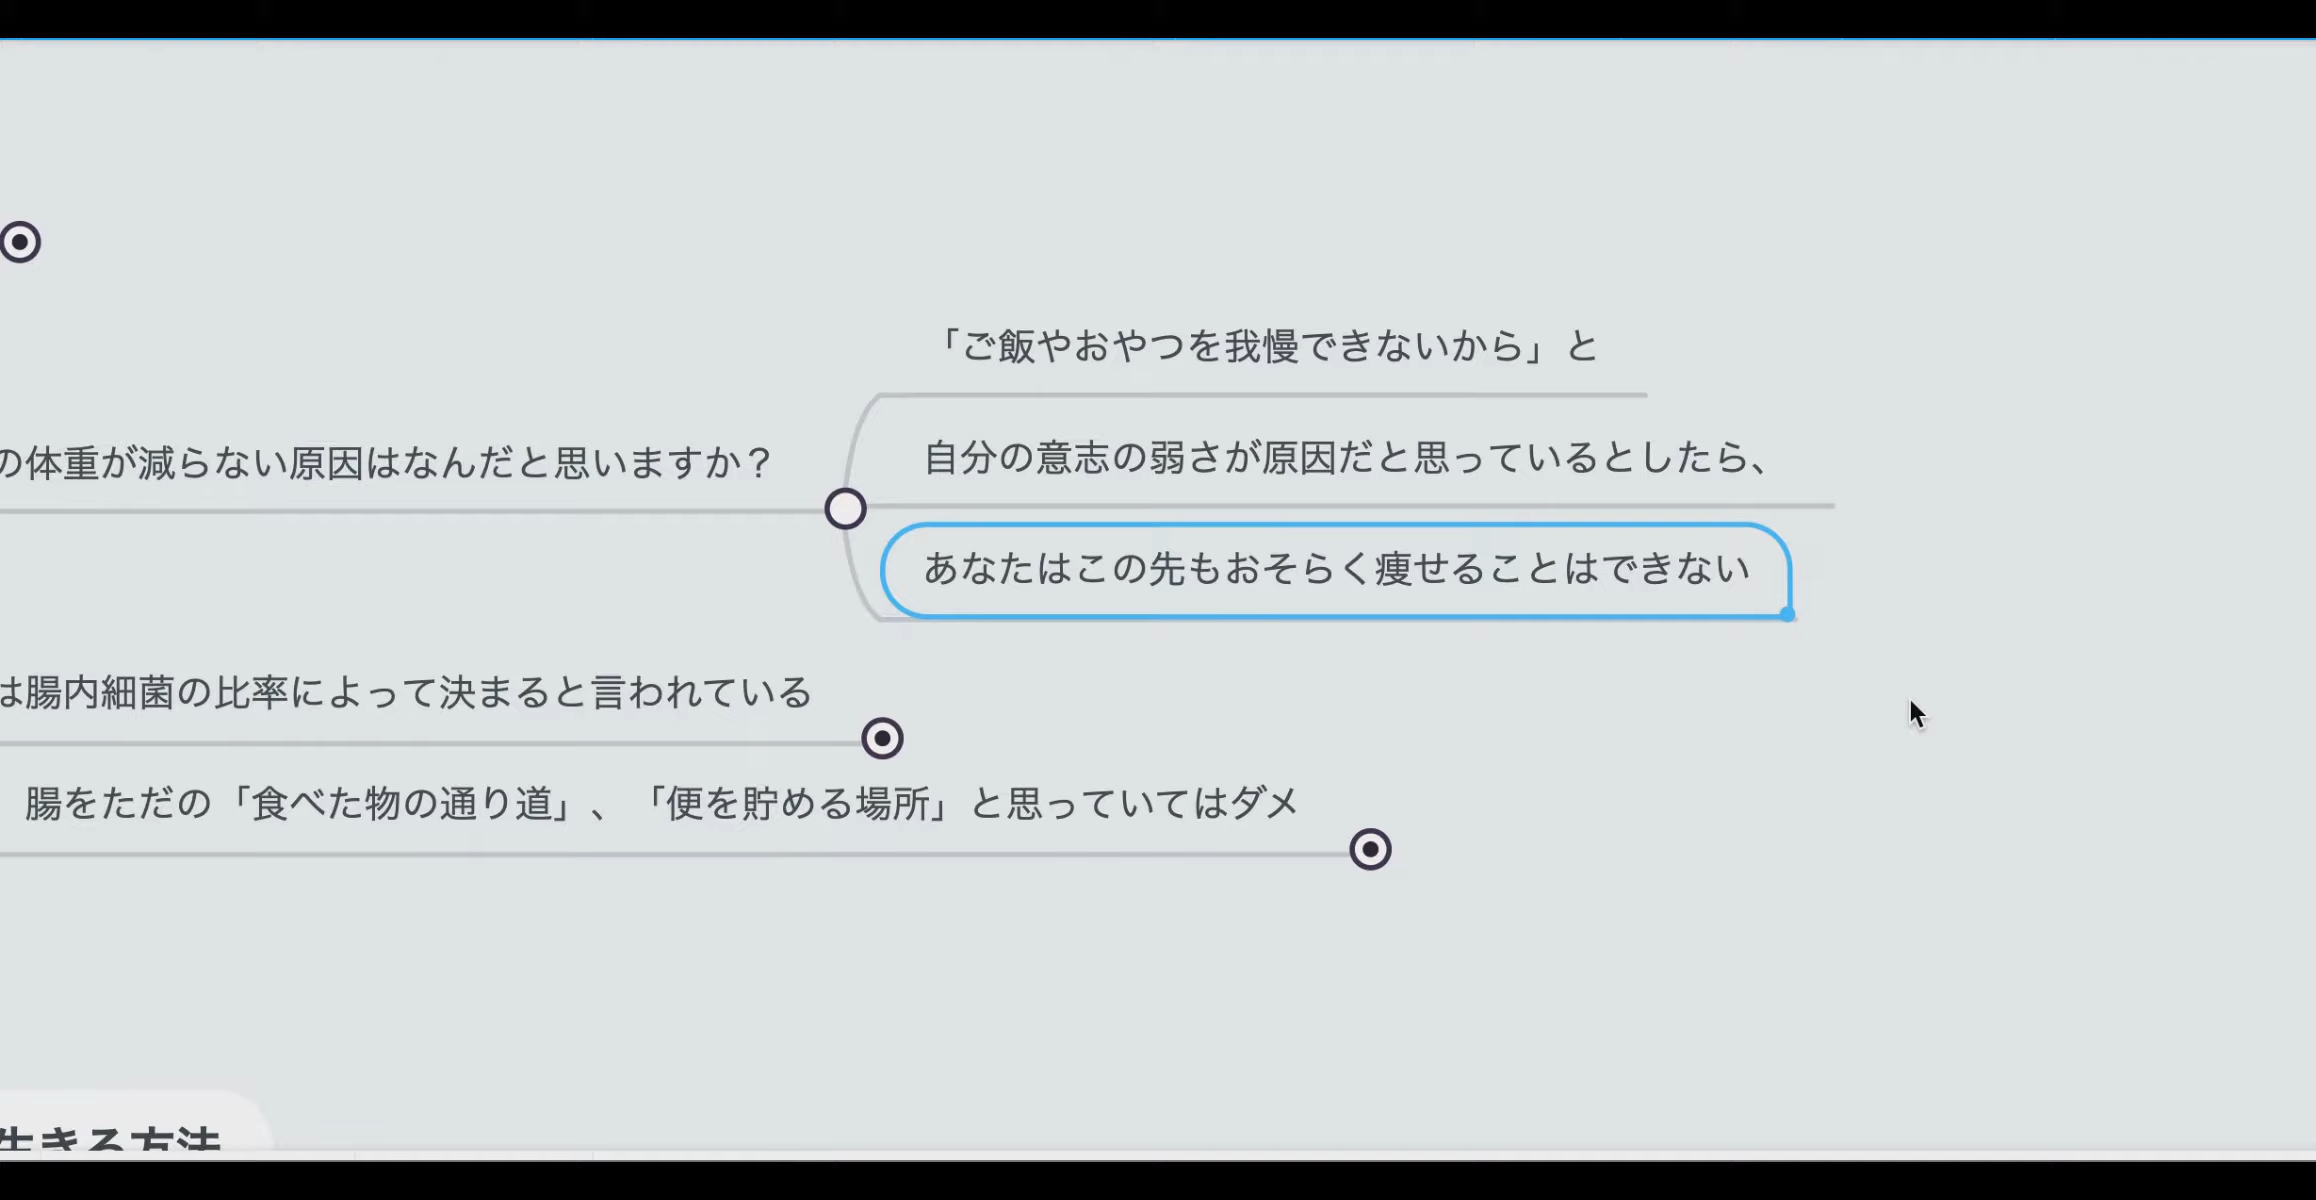 「ご飯やおやつを我慢できないから」と
の体重が減らない原因はなんだと思いますか？
自分の意志の弱さが原因だと思っているとしたら、
あなたはこの先もおそらく痩せることはできない
は腸内細菌の比率によって決まると言われている
腸をただの「食べた物の通り道」、「便を貯める場所」と思っていてはダメ
生きる方法